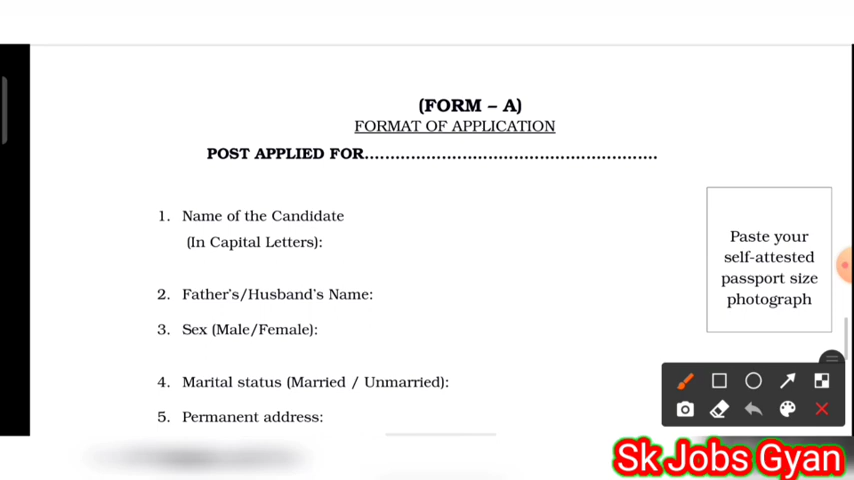 (FORM – A)
FORMAT OF APPLICATION
POST APPLIED FOR.........................................................
1. Name of the Candidate
(In Capital Letters):
Paste your
self-attested
passport size
photograph
2. Father's/Husband's Name:
3. Sex (Male/Female):
4. Marital status (Married / Unmarried):
5. Permanent address:
Sk Jobs Gyan